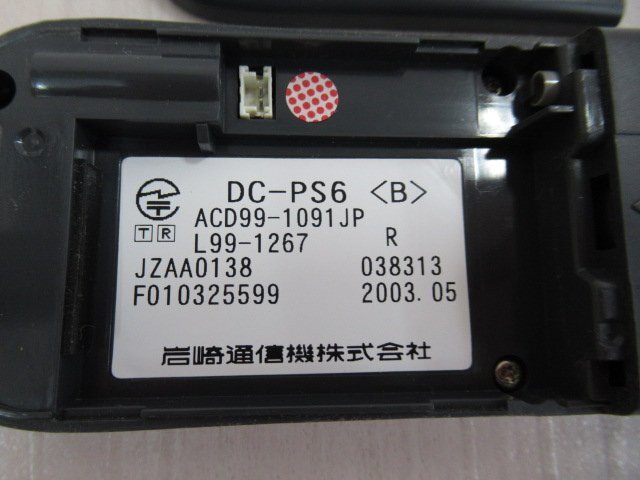 DC-PS6 <B>
ACD99-1091JP
T R L99-1267 R
JZAA0138 038313
F010325599 2003.05
岩崎通信機株式会社